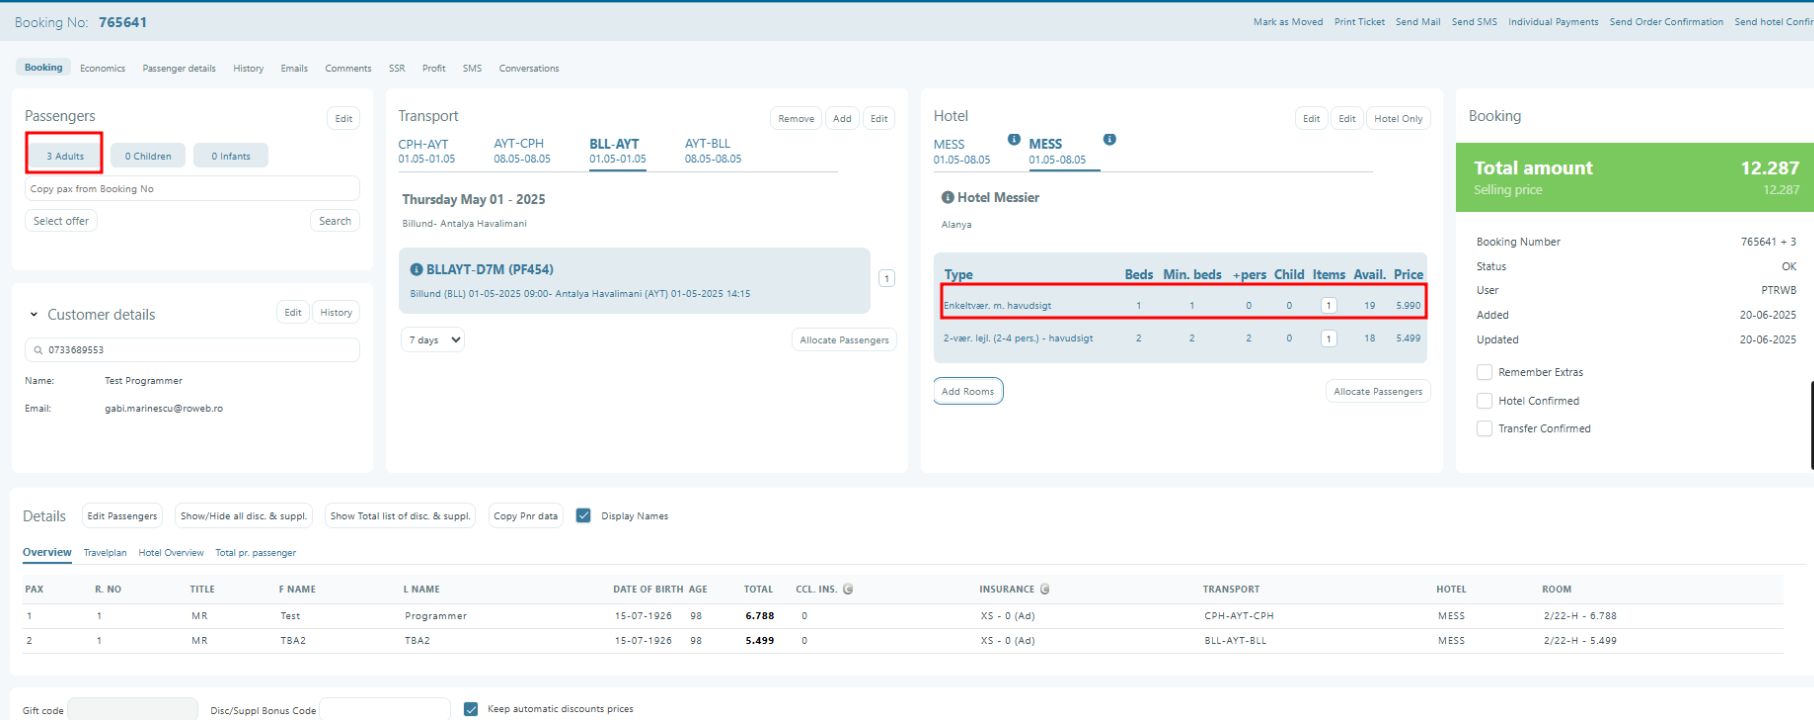 Booking No: 765641
Mark as Moved Print Ticket Send Mail Send SMS Individual Payments Send Order Confirmation Send hotel Confir
Booking Economics Passenger details History Emails Comments SSR Profit SMS Conversations
Passengers Edit
3 Adults 0 Children 0 Infants
Copy pax from Booking No
Select offer Search
Customer details Edit History
0733689553
Name: Test Programmer
Email: gabi.marinescu@roweb.ro
Transport Remove Add Edit
CPH-AYT AYT-CPH BLL-AYT AYT-BLL
01.05-01.05 08.05-08.05 01.05-01.05 08.05-08.05
Thursday May 01 - 2025
Billund- Antalya Havalimani
BLLAYT-D7M (PF454)
Billund (BLL) 01-05-2025 09:00- Antalya Havalimani (AYT) 01-05-2025 14:15
1
7 days Allocate Passengers
Hotel Edit Edit Hotel Only
MESS MESS
01.05-08.05 01.05-08.05
Hotel Messier
Alanya
Type Beds Min. beds +pers Child Items Avail. Price
Enkeltvær. m. havudsigt 1 1 0 0 1 19 5.990
2-vær. lejl. (2-4 pers.) - havudsigt 2 2 2 0 1 18 5.499
Add Rooms Allocate Passengers
Booking
Total amount 12.287
Selling price 12.287
Booking Number 765641 + 3
Status OK
User PTRWB
Added 20-06-2025
Updated 20-06-2025
Remember Extras
Hotel Confirmed
Transfer Confirmed
Details Edit Passengers Show/Hide all disc. & suppl. Show Total list of disc. & suppl. Copy Pnr data Display Names
Overview Travelplan Hotel Overview Total pr. passenger
PAX R. NO TITLE F NAME L NAME DATE OF BIRTH AGE TOTAL CCL. INS. C INSURANCE C TRANSPORT HOTEL ROOM
1 1 MR Test Programmer 15-07-1926 98 6.788 0 XS - 0 (Ad) CPH-AYT-CPH MESS 2/22-H - 6.788
2 1 MR TBA2 TBA2 15-07-1926 98 5.499 0 XS - 0 (Ad) BLL-AYT-BLL MESS 2/22-H - 5.499
Gift code Disc/Suppl Bonus Code Keep automatic discounts prices